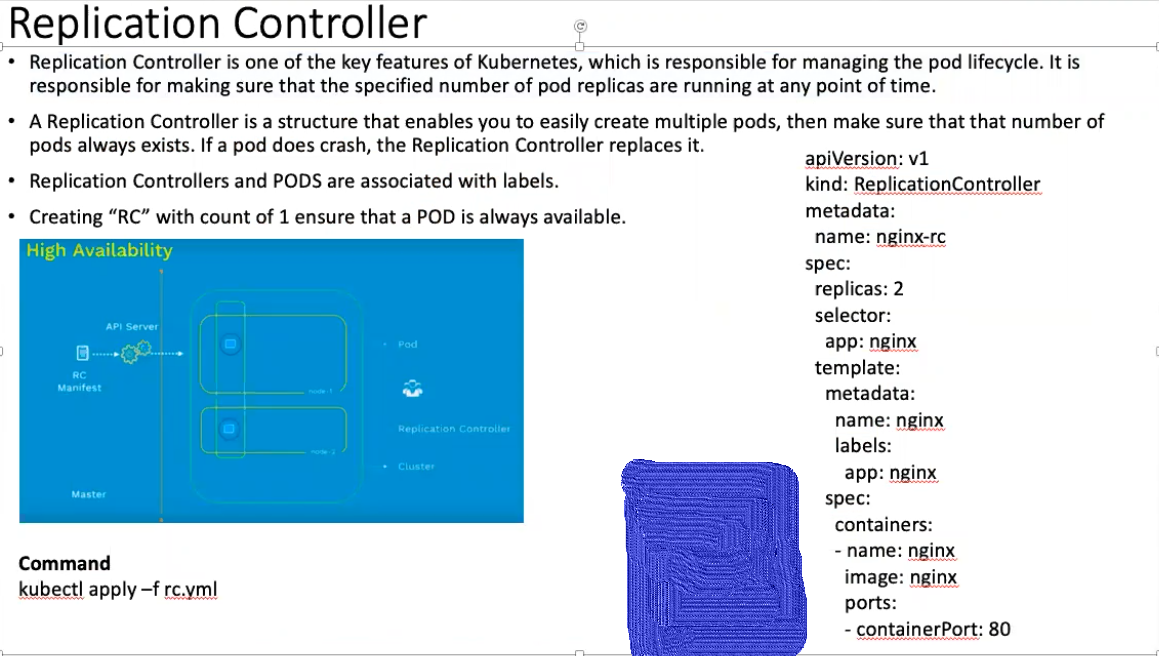 Replication Controller
• Replication Controller is one of the key features of Kubernetes, which is responsible for managing the pod lifecycle. It is
responsible for making sure that the specified number of pod replicas are running at any point of time.
• A Replication Controller is a structure that enables you to easily create multiple pods, then make sure that that number of
pods always exists. If a pod does crash, the Replication Controller replaces it.
• Replication Controllers and PODS are associated with labels.
• Creating “RC” with count of 1 ensure that a POD is always available.
High Availability
API Server
RC
Manifest
Master
node-1
node-2
Pod
Replication Controller
Cluster
Command
kubectl apply –f rc.yml
apiVersion: v1
kind: ReplicationController
metadata:
name: nginx-rc
spec:
replicas: 2
selector:
app: nginx
template:
metadata:
name: nginx
labels:
app: nginx
spec:
containers:
- name: nginx
image: nginx
ports:
- containerPort: 80